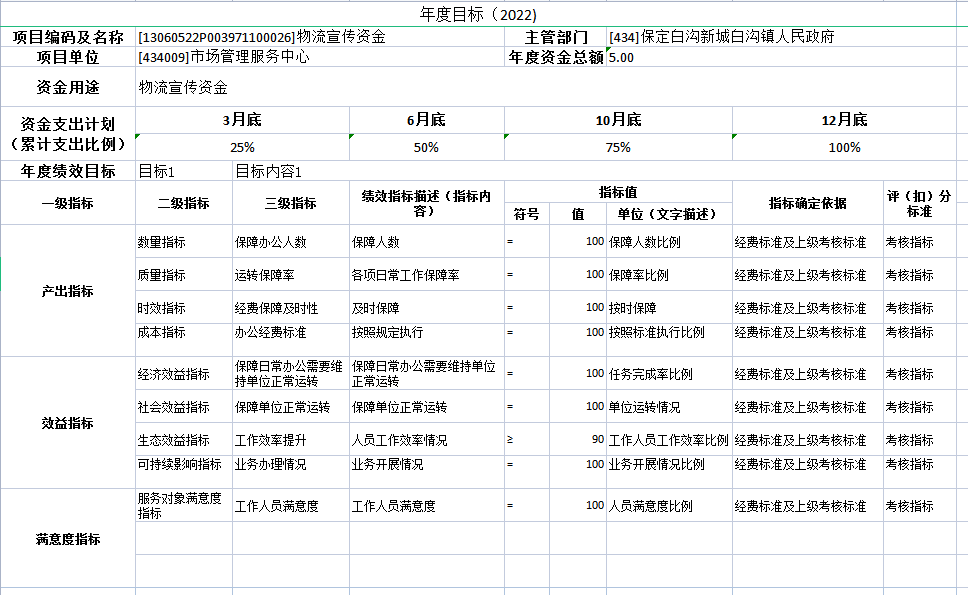 年度目标（2022)
项目编码及名称 [13060522P003971100026]物流宣传资金 主管部门 [434]保定白沟新城白沟镇人民政府
项目单位 [434009]市场管理服务中心 年度资金总额 5.00
资金用途 物流宣传资金
资金支出计划
（累计支出比例） 3月底 6月底 10月底 12月底
25% 50% 75% 100%
年度绩效目标 目标1 目标内容1
一级指标 二级指标 三级指标 绩效指标描述（指标内
容） 指标值 指标确定依据 评（扣）分
标准
符号 值 单位（文字描述）
产出指标
数量指标 保障办公人数 保障人数 = 100 保障人数比例 经费标准及上级考核标准 考核指标
质量指标 运转保障率 各项日常工作保障率 = 100 保障率比例 经费标准及上级考核标准 考核指标
时效指标 经费保障及时性 及时保障 = 100 按时保障 经费标准及上级考核标准 考核指标
成本指标 办公经费标准 按照规定执行 = 100 按照标准执行比例 经费标准及上级考核标准 考核指标
效益指标
经济效益指标 保障日常办公需要维
持单位正常运转 保障日常办公需要维持单位
正常运转 = 100 任务完成率比例 经费标准及上级考核标准 考核指标
社会效益指标 保障单位正常运转 保障单位正常运转 = 100 单位运转情况 经费标准及上级考核标准 考核指标
生态效益指标 工作效率提升 人员工作效率情况 ≥ 90 工作人员工作效率比例 经费标准及上级考核标准 考核指标
可持续影响指标 业务办理情况 业务开展情况 = 100 业务开展情况比例 经费标准及上级考核标准 考核指标
满意度指标
服务对象满意度
指标 工作人员满意度 工作人员满意度 = 100 人员满意度比例 经费标准及上级考核标准 考核指标